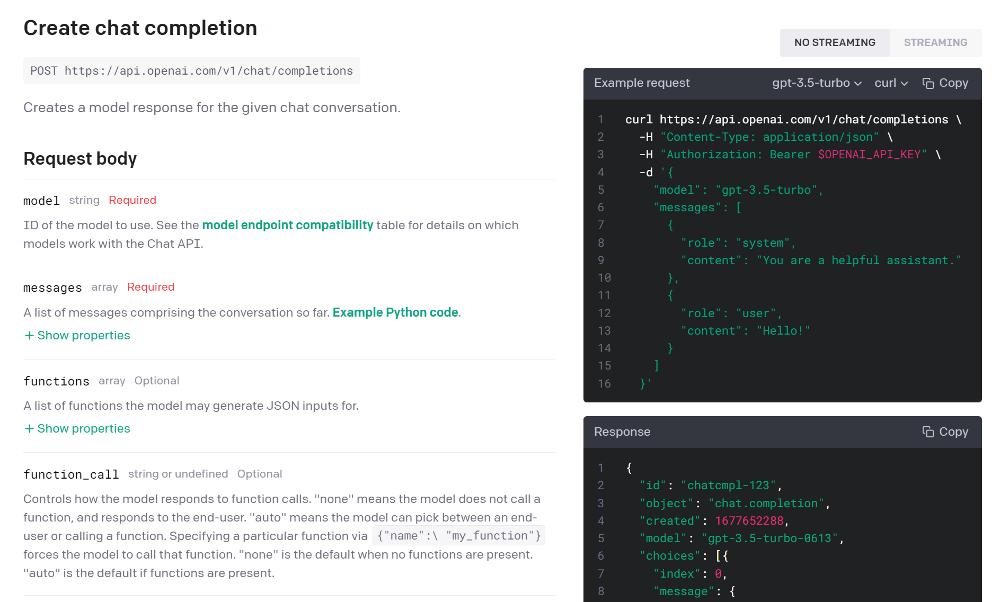 Create chat completion
POST https://api.openai.com/v1/chat/completions
Creates a model response for the given chat conversation.
Request body
model string Required
ID of the model to use. See the model endpoint compatibility table for details on which
models work with the Chat API.
messages array Required
A list of messages comprising the conversation so far. Example Python code.
+ Show properties
functions array Optional
A list of functions the model may generate JSON inputs for.
+ Show properties
function_call string or undefined Optional
Controls how the model responds to function calls. "none" means the model does not call a
function, and responds to the end-user. "auto" means the model can pick between an end-
user or calling a function. Specifying a particular function via {"name":\ "my_function"}
forces the model to call that function. "none" is the default when no functions are present.
"auto" is the default if functions are present.
NO STREAMING STREAMING
Example request gpt-3.5-turbo curl Copy
1 curl https://api.openai.com/v1/chat/completions \
2 -H "Content-Type: application/json" \
3 -H "Authorization: Bearer $OPENAI_API_KEY" \
4 -d '{
5 "model": "gpt-3.5-turbo",
6 "messages": [
7 {
8 "role": "system",
9 "content": "You are a helpful assistant."
10 },
11 {
12 "role": "user",
13 "content": "Hello!"
14 }
15 ]
16 }'
Response Copy
1 {
2 "id": "chatcmpl-123",
3 "object": "chat.completion",
4 "created": 1677652288,
5 "model": "gpt-3.5-turbo-0613",
6 "choices": [{
7 "index": 0,
8 "message": {